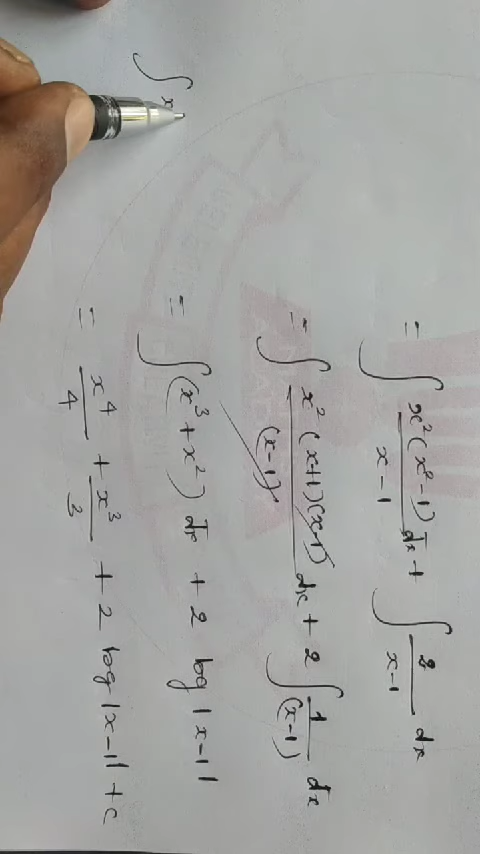 = ∫ x²(x²-1)/x-1 dx + ∫ 2/x-1 dx
= ∫ x²(x+1)(x-1)/(x-1) dx + 2 ∫ 1/(x-1) dx
= ∫ (x³+x²) dx + 2 log |x-1|
= x⁴/4 + x³/3 + 2 log |x-1| + c
∫ x